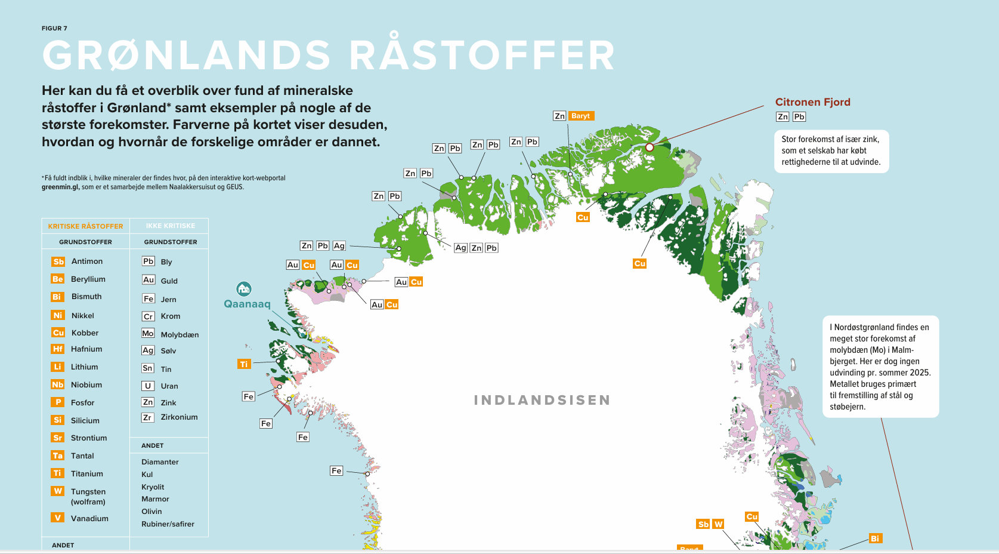 FIGUR 7
GRØNLANDS RÅSTOFFER
Her kan du få et overblik over fund af mineralske
råstoffer i Grønland* samt eksempler på nogle af de
største forekomster. Farverne på kortet viser desuden,
hvordan og hvornår de forskelige områder er dannet.
*Få fuldt indblik i, hvilke mineraler der findes hvor, på den interaktive kort-webportal
greenmin.gl, som er et samarbejde mellem Naalakkersuisut og GEUS.
KRITISKE RÅSTOFFER
GRUNDSTOFFER
Sb Antimon
Be Beryllium
Bi Bismuth
Ni Nikkel
Cu Kobber
Hf Hafnium
Li Lithium
Nb Niobium
P Fosfor
Si Silicium
Sr Strontium
Ta Tantal
Ti Titanium
W Tungsten
(wolfram)
V Vanadium
ANDET
IKKE KRITISKE
GRUNDSTOFFER
Pb Bly
Au Guld
Fe Jern
Cr Krom
Mo Molybdæn
Ag Sølv
Sn Tin
U Uran
Zn Zink
Zr Zirkonium
ANDET
Diamanter
Kul
Kryolit
Marmor
Olivin
Rubiner/safirer
Citronen Fjord
Zn Pb
Stor forekomst af især zink,
som et selskab har købt
rettighederne til at udvinde.
Zn Baryt
Zn Pb
Zn Pb
Zn Pb
Zn Pb
Zn Pb
Cu
Zn Pb Ag
Ag Zn Pb
Cu
Au Cu
Au Cu
Au Cu
Au Cu
Qaanaaq
I Nordøstgrønland findes en
meget stor forekomst af
molybdæn (Mo) i Malm-
bjerget. Her er dog ingen
udvinding pr. sommer 2025.
Metallet bruges primært
til fremstilling af stål og
støbejern.
Ti
Fe
INDLANDSISEN
Fe
Fe
Fe
Cu
Sb W
Bi
Baryt